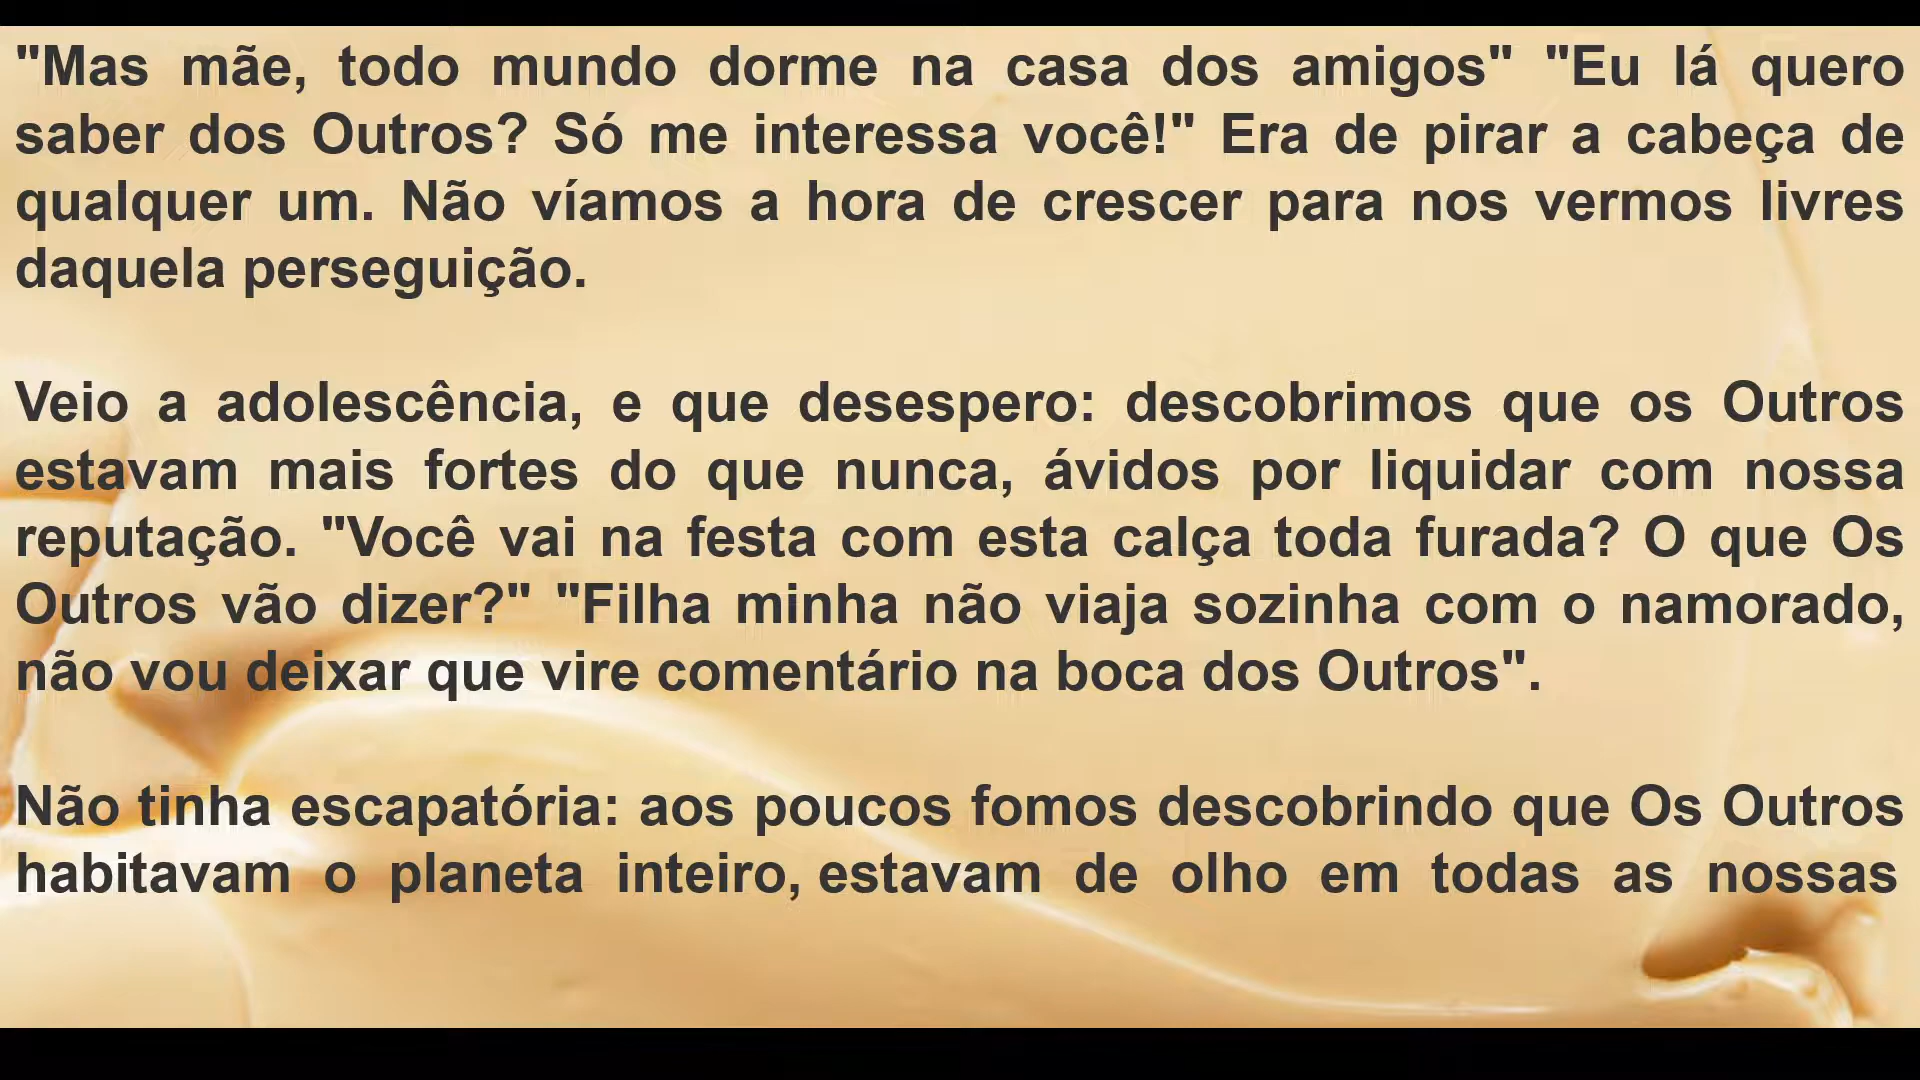 "Mas mãe, todo mundo dorme na casa dos amigos" "Eu lá quero
saber dos Outros? Só me interessa você!" Era de pirar a cabeça de
qualquer um. Não víamos a hora de crescer para nos vermos livres
daquela perseguição.
Veio a adolescência, e que desespero: descobrimos que os Outros
estavam mais fortes do que nunca, ávidos por liquidar com nossa
reputação. "Você vai na festa com esta calça toda furada? O que Os
Outros vão dizer?" "Filha minha não viaja sozinha com o namorado,
não vou deixar que vire comentário na boca dos Outros".
Não tinha escapatória: aos poucos fomos descobrindo que Os Outros
habitavam o planeta inteiro, estavam de olho em todas as nossas